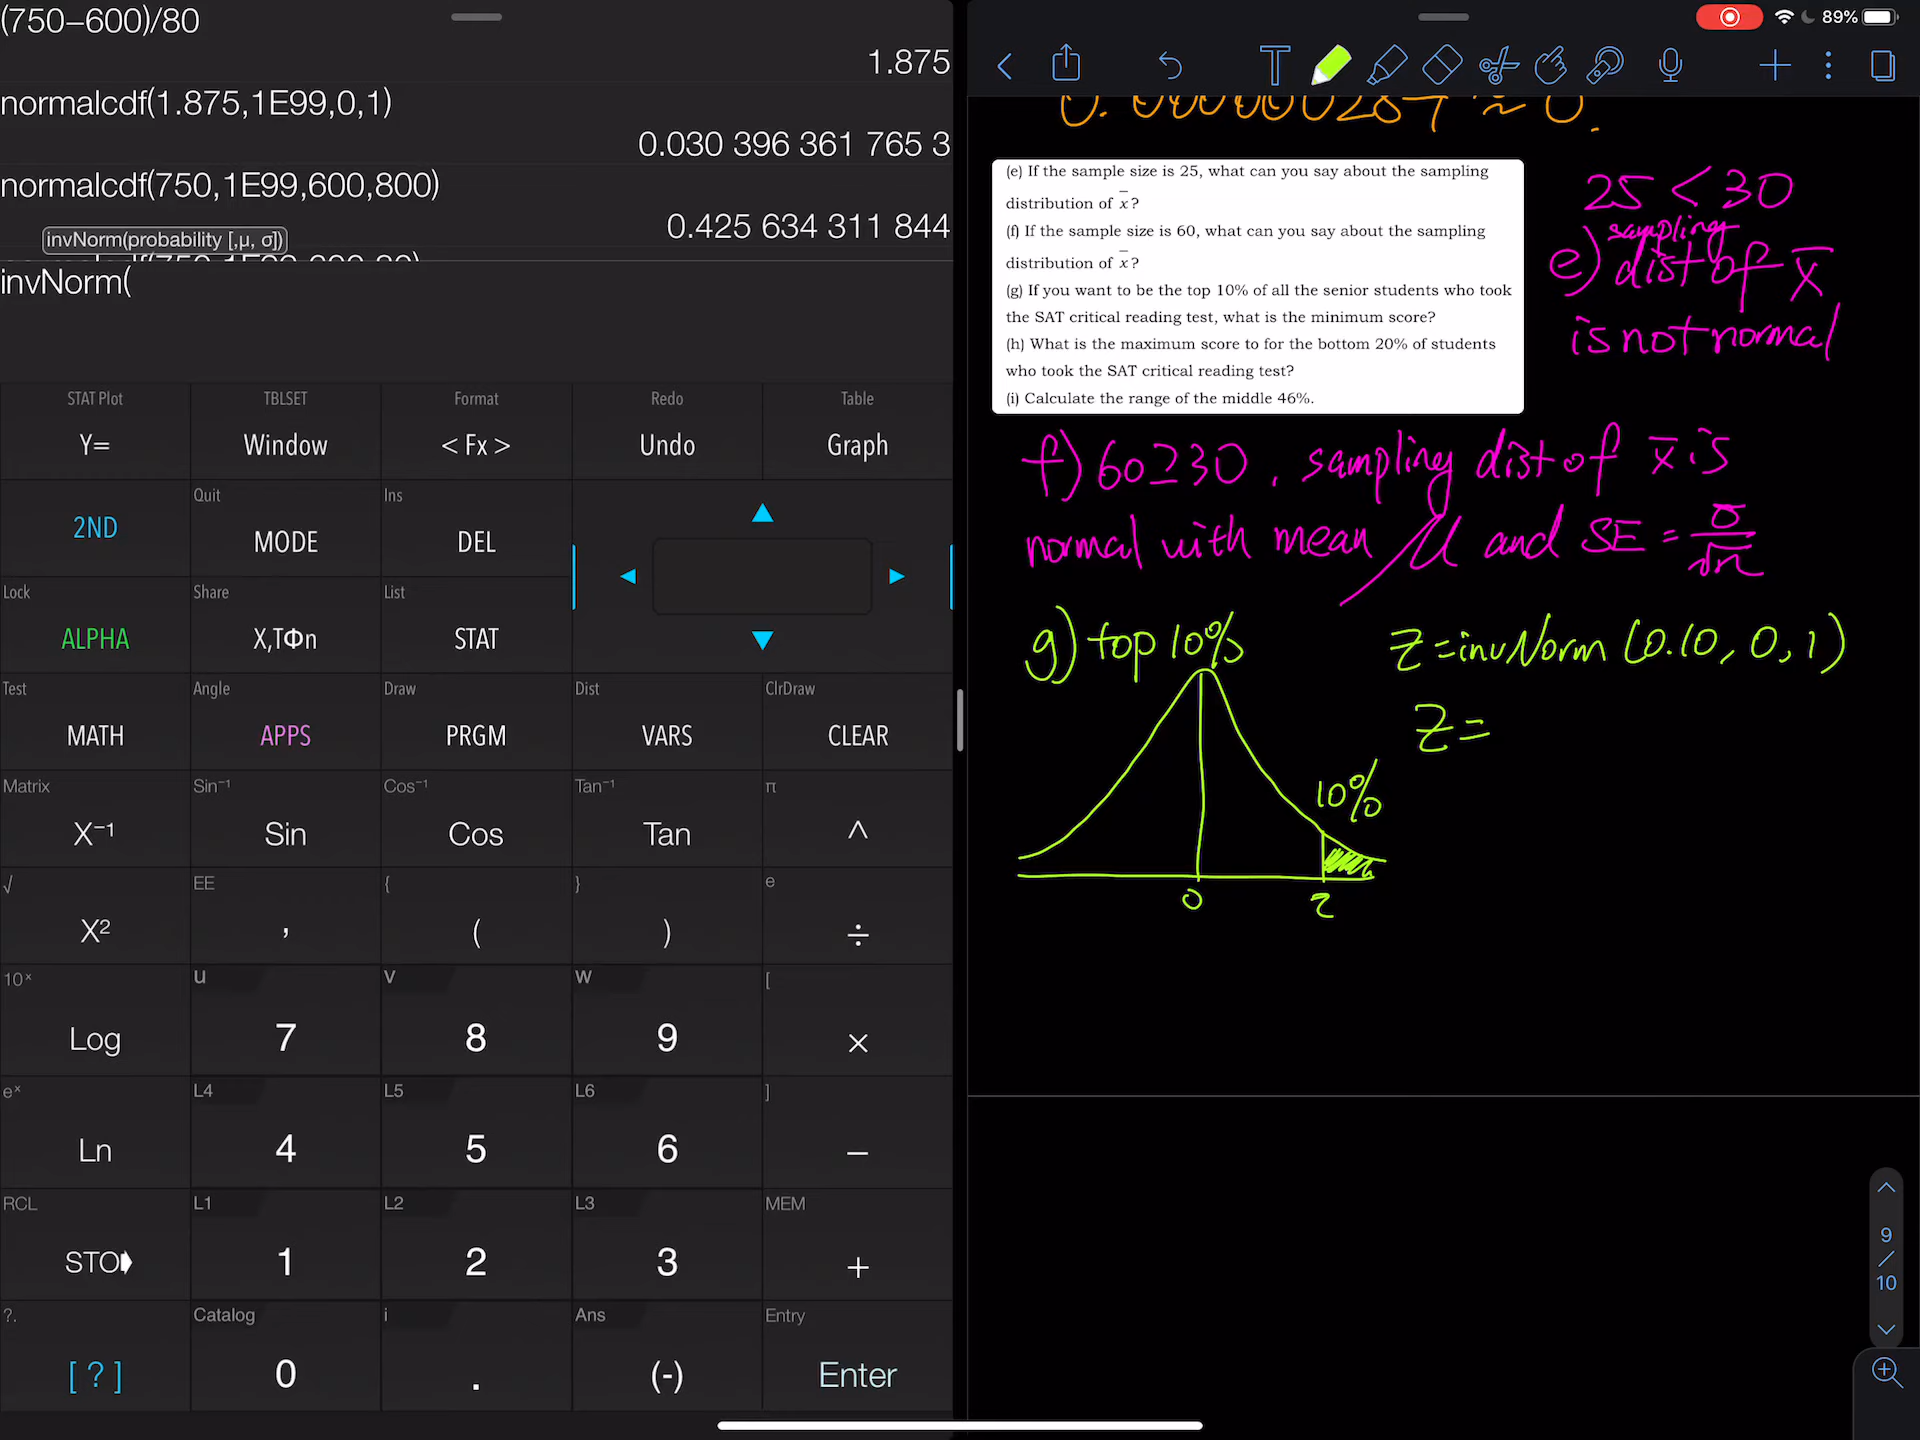 (750–600)/80
1.875
normalcdf(1.875,1E99,0,1)
0.030 396 361 765 3
normalcdf(750,1E99,600,800)
0.425 634 311 844
invNorm(probability [,μ, σ])
invNorm(
STAT Plot TBLSET Format Redo Table
Y= Window < Fx > Undo Graph
Quit Ins
2ND MODE DEL
Lock Share List
ALPHA X,TΦn STAT
Test Angle Draw Dist ClrDraw
MATH APPS PRGM VARS CLEAR
Matrix Sin⁻¹ Cos⁻¹ Tan⁻¹ π
X⁻¹ Sin Cos Tan ^
√ EE { } e
X² , ( ) ÷
10ˣ u v w [
Log 7 8 9 ×
eˣ L4 L5 L6 ]
Ln 4 5 6 −
RCL L1 L2 L3 MEM
STO 1 2 3 +
?. Catalog i Ans Entry
[ ? ] 0 . (-) Enter
89%
(e) If the sample size is 25, what can you say about the sampling
distribution of x̄?
(f) If the sample size is 60, what can you say about the sampling
distribution of x̄?
(g) If you want to be the top 10% of all the senior students who took
the SAT critical reading test, what is the minimum score?
(h) What is the maximum score to for the bottom 20% of students
who took the SAT critical reading test?
(i) Calculate the range of the middle 46%.
25 < 30
sampling
e) dist of x̄
is not normal
f) 60≥30, sampling dist of x̄ is
normal with mean μ and SE = σ/√n
g) top 10%
z=invNorm (0.10, 0, 1)
z=
10%
0 z
9
/
10